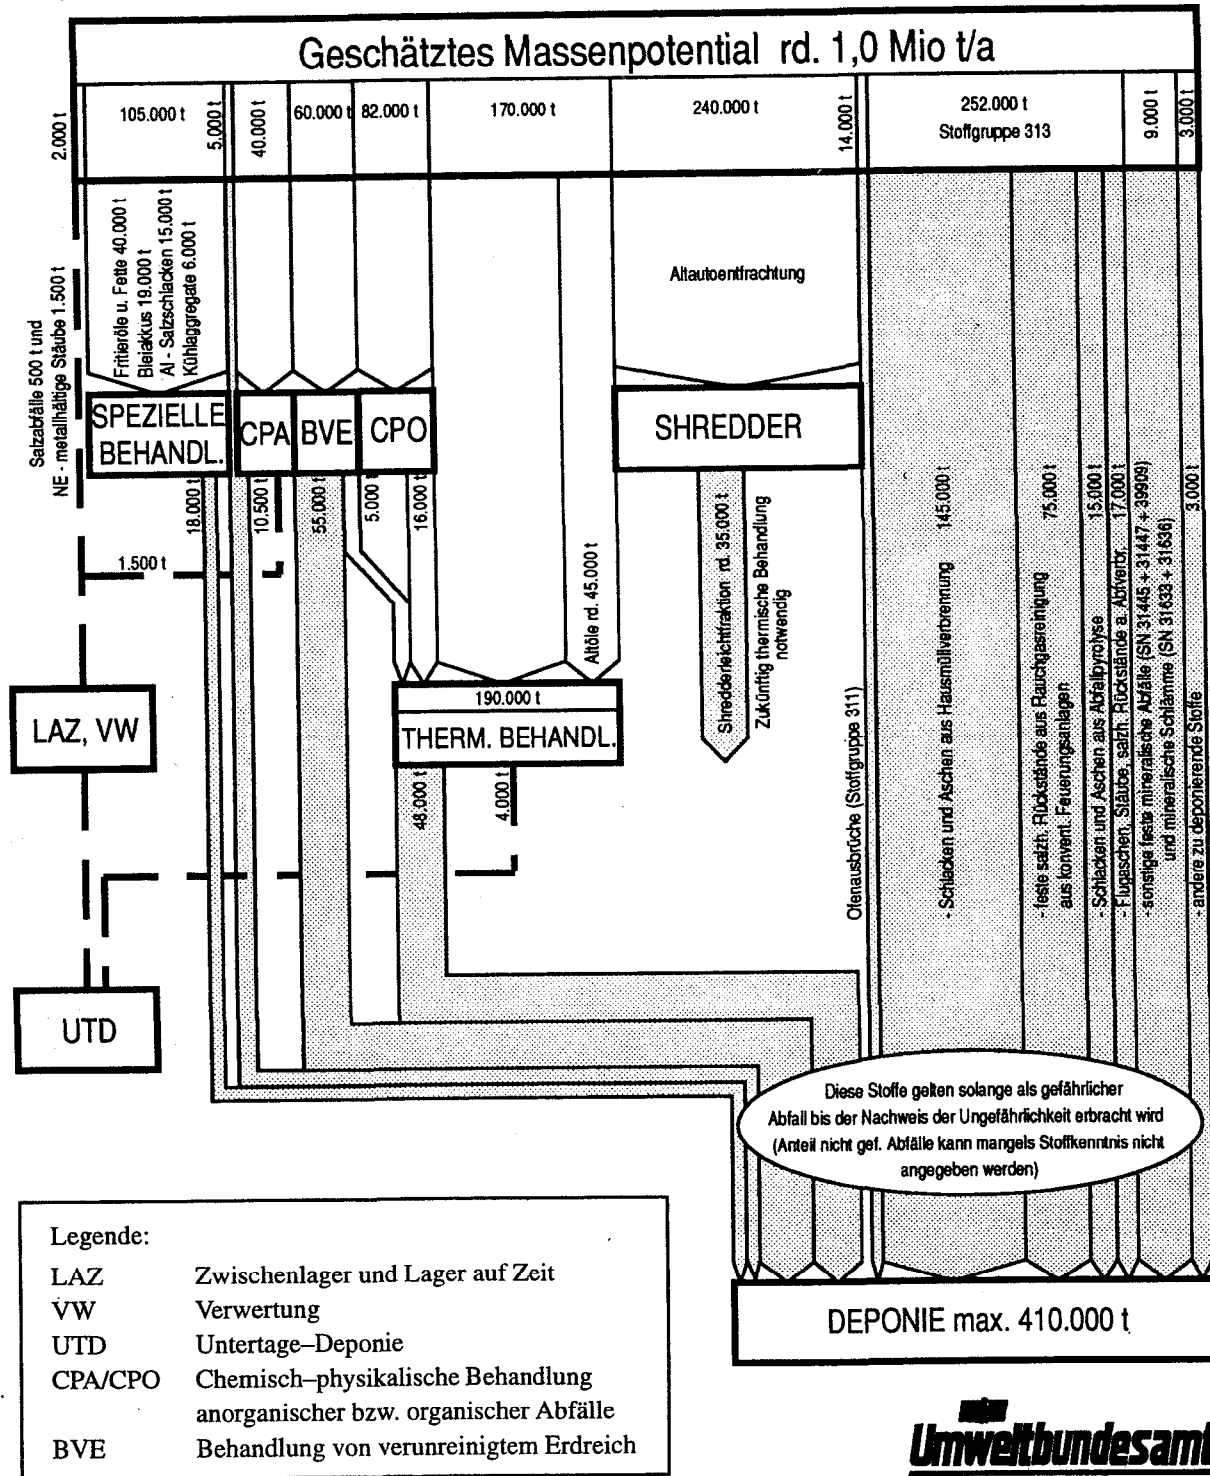 Geschätztes Massenpotential rd. 1,0 Mio t/a
2.000 t
105.000 t
5.000 t
40.000 t
60.000 t
82.000 t
170.000 t
240.000 t
14.000 t
252.000 t
Stoffgruppe 313
9.000 t
3.000 t
Salzabfälle 500 t und
NE - metallhältige Stäube 1.500 t
Fritieröle u. Fette 40.000 t
Bleiakkus 19.000 t
Al - Salzschlacken 15.000 t
Kühlaggregate 6.000 t
Altautoentfrachtung
SPEZIELLE
BEHANDL.
CPA
BVE
CPO
SHREDDER
18.000 t
10.500 t
55.000 t
5.000 t
16.000 t
1.500 t
Altöle rd. 45.000 t
Shredderleichtfraktion rd. 35.000 t
Zukünftig thermische Behandlung
notwendig
LAZ, VW
190.000 t
THERM. BEHANDL.
48.000 t
4.000 t
UTD
Ofenausbrüche (Stoffgruppe 311)
- Schlacken und Aschen aus Hausmüllverbrennung 145.000 t
- feste salzh. Rückstände aus Rauchgasreinigung 75.000 t
aus konvent. Feuerungsanlagen
- Schlacken und Aschen aus Abfallpyrolyse 15.000 t
- Flugaschen, Stäube, salzh. Rückstände a. Abfverbr. 17.000 t
- sonstige feste mineralische Abfälle (SN 31445 + 31447 + 39909)
und mineralische Schlämme (SN 31633 + 31636)
- andere zu deponierende Stoffe 3.000 t
Diese Stoffe gelten solange als gefährlicher
Abfall bis der Nachweis der Ungefährlichkeit erbracht wird
(Anteil nicht gef. Abfälle kann mangels Stoffkenntnis nicht
angegeben werden)
DEPONIE max. 410.000 t
Legende:
LAZ Zwischenlager und Lager auf Zeit
VW Verwertung
UTD Untertage–Deponie
CPA/CPO Chemisch–physikalische Behandlung
anorganischer bzw. organischer Abfälle
BVE Behandlung von verunreinigtem Erdreich
Umweltbundesamt